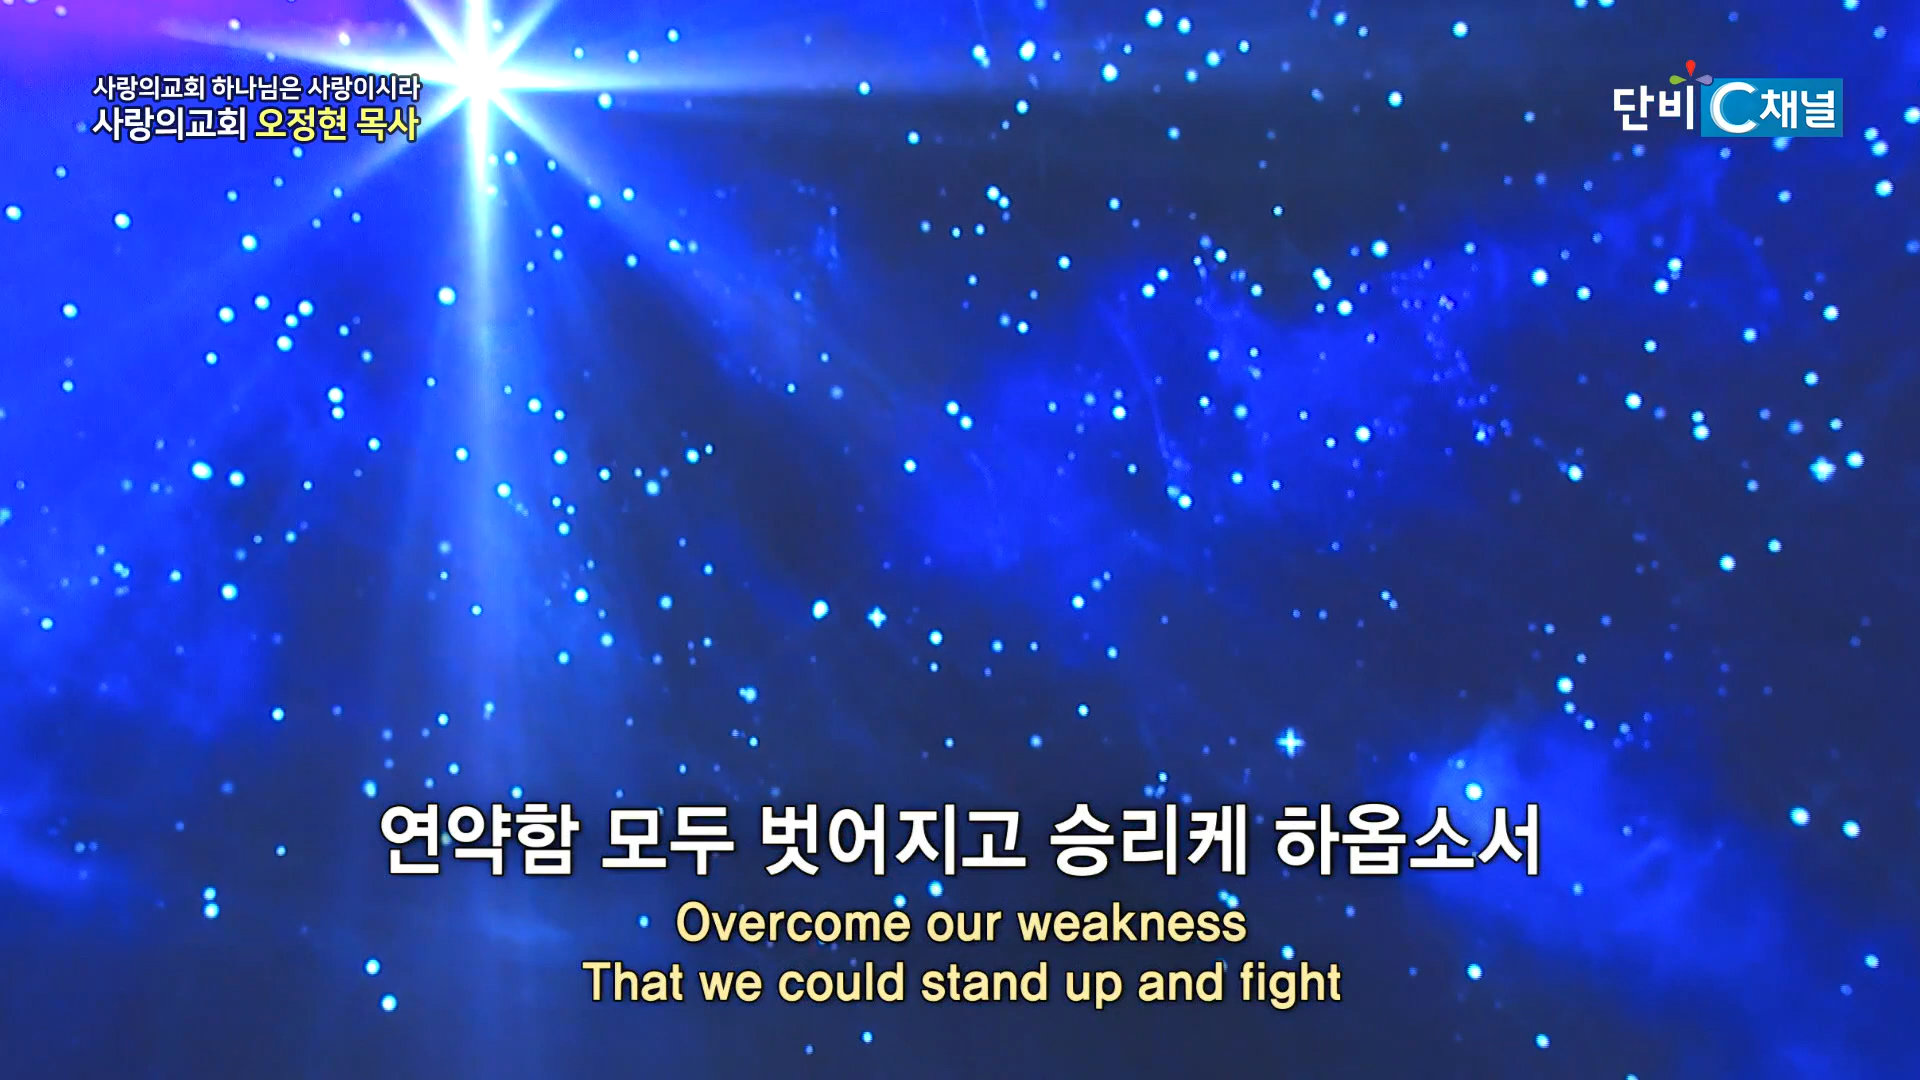 사랑의교회 하나님은 사랑이시라
사랑의교회 오정현 목사
단비 C채널
연약함 모두 벗어지고 승리케 하옵소서
Overcome our weakness
That we could stand up and fight